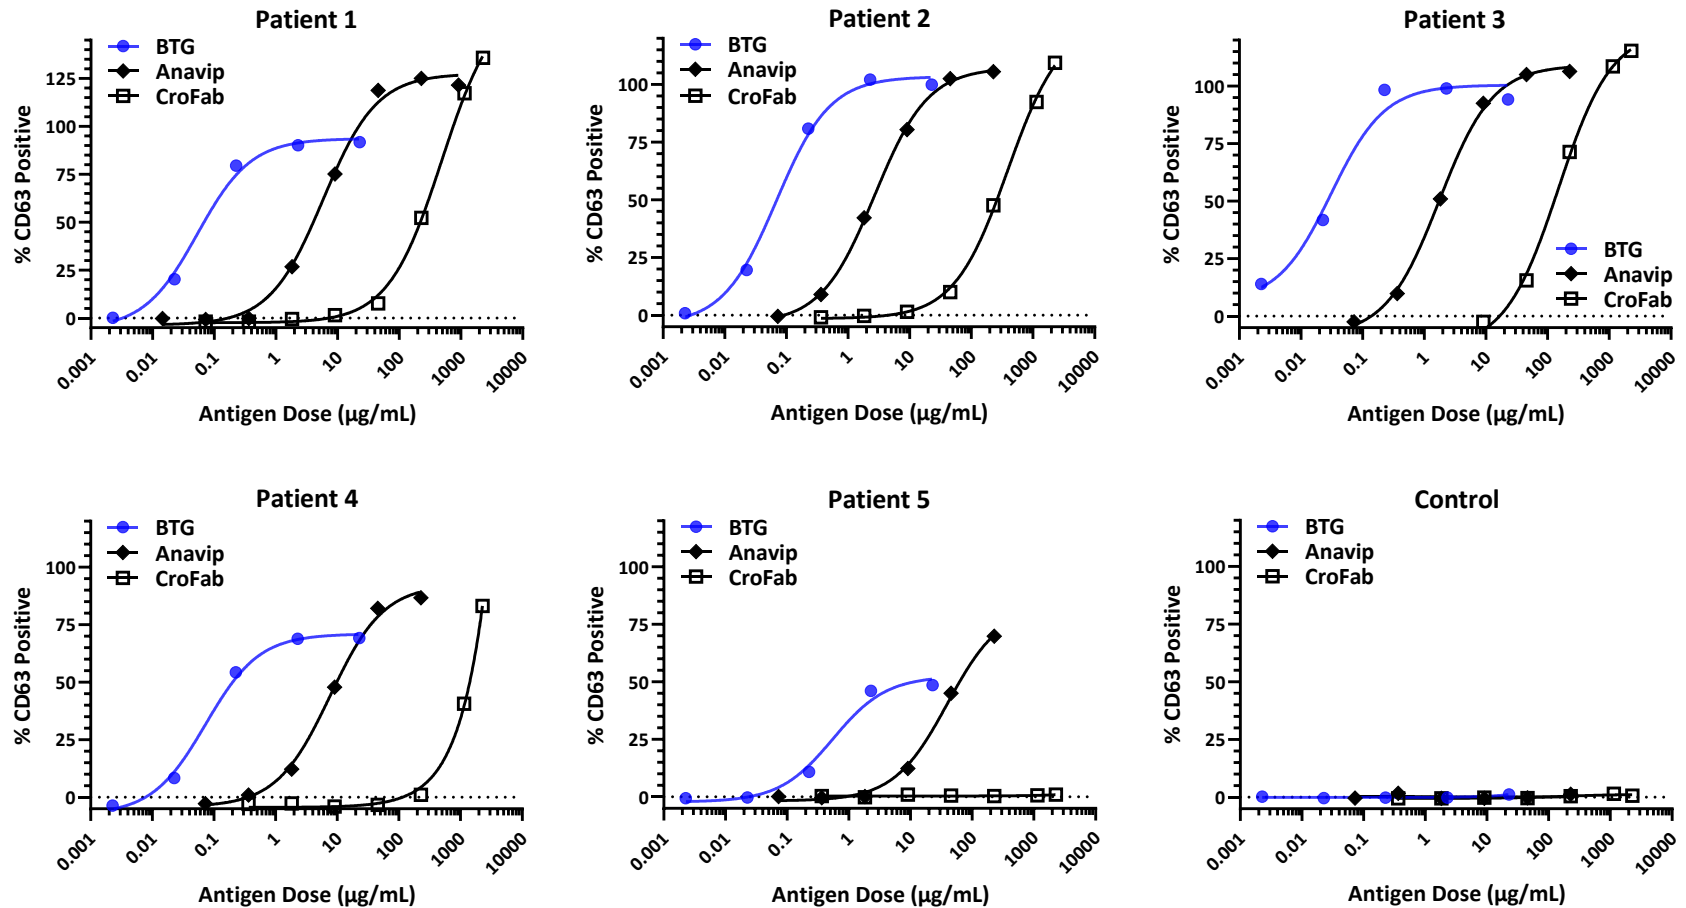 Patient 1
BTG
Anavip
CroFab
% CD63 Positive
125
100
75
50
25
0
0.001 0.01 0.1 1 10 100 1000 10000
Antigen Dose (µg/mL)
Patient 2
BTG
Anavip
CroFab
% CD63 Positive
100
75
50
25
0
0.001 0.01 0.1 1 10 100 1000 10000
Antigen Dose (µg/mL)
Patient 3
% CD63 Positive
100
75
50
25
0
BTG
Anavip
CroFab
0.001 0.01 0.1 1 10 100 1000 10000
Antigen Dose (µg/mL)
Patient 4
BTG
Anavip
CroFab
% CD63 Positive
100
75
50
25
0
0.001 0.01 0.1 1 10 100 1000 10000
Antigen Dose (µg/mL)
Patient 5
BTG
Anavip
CroFab
% CD63 Positive
100
75
50
25
0
0.001 0.01 0.1 1 10 100 1000 10000
Antigen Dose (µg/mL)
Control
BTG
Anavip
CroFab
% CD63 Positive
100
75
50
25
0
0.001 0.01 0.1 1 10 100 1000 10000
Antigen Dose (µg/mL)